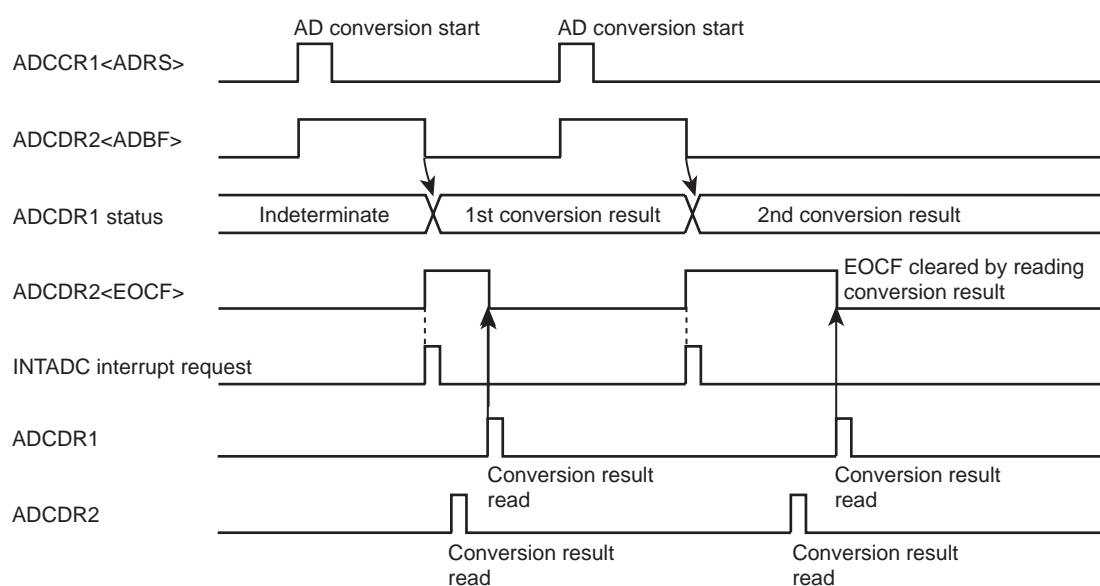 AD conversion start
AD conversion start
ADCCR1<ADRS>
ADCDR2<ADBF>
ADCDR1 status
Indeterminate
1st conversion result
2nd conversion result
EOCF cleared by reading
conversion result
ADCDR2<EOCF>
INTADC interrupt request
ADCDR1
Conversion result
read
Conversion result
read
ADCDR2
Conversion result
read
Conversion result
read